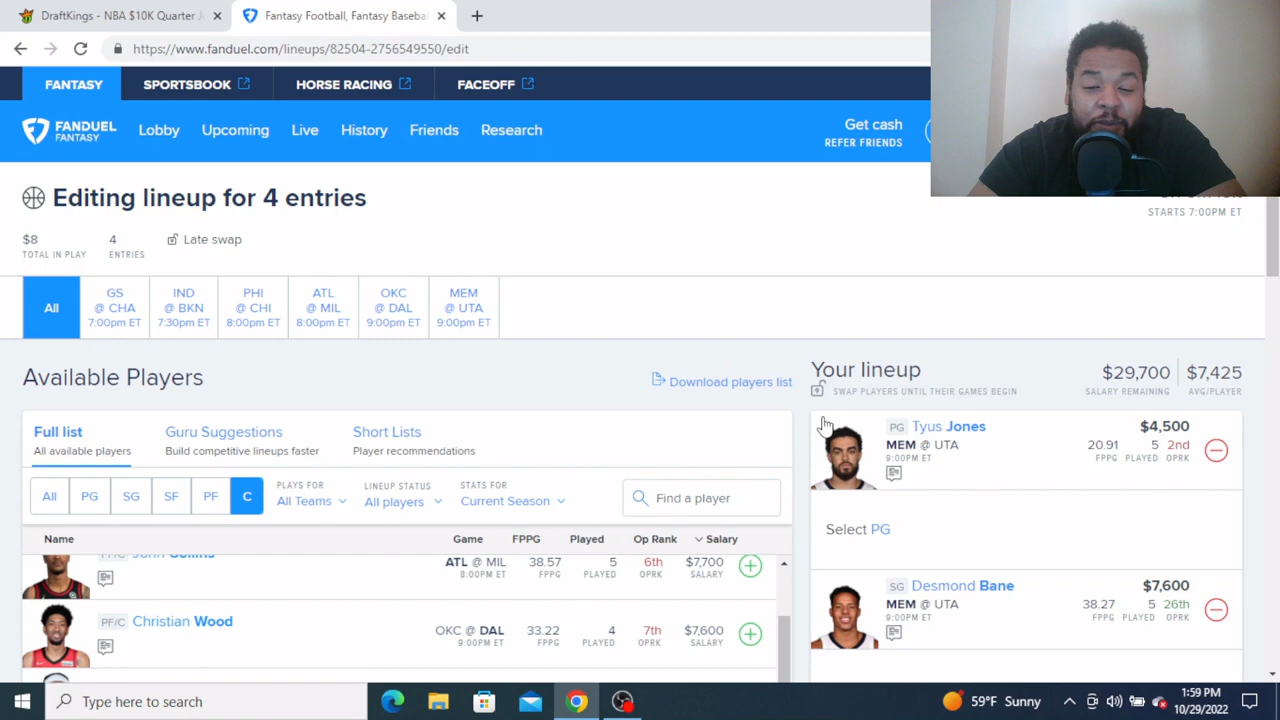 DraftKings - NBA $10K Quarter J
Fantasy Football, Fantasy Basebal
https://www.fanduel.com/lineups/82504-2756549550/edit
FANTASY SPORTSBOOK HORSE RACING FACEOFF
FANDUEL FANTASY
Lobby Upcoming Live History Friends Research
Get cash
REFER FRIENDS
Editing lineup for 4 entries
STARTS 7:00PM ET
$8 4 Late swap
TOTAL IN PLAY ENTRIES
All
GS @ CHA 7:00pm ET
IND @ BKN 7:30pm ET
PHI @ CHI 8:00pm ET
ATL @ MIL 8:00pm ET
OKC @ DAL 9:00pm ET
MEM @ UTA 9:00pm ET
Available Players
Download players list
Full list Guru Suggestions Short Lists
All available players Build competitive lineups faster Player recommendations
All PG SG SF PF C
PLAYS FOR LINEUP STATUS STATS FOR
All Teams All players Current Season
Find a player
Name Game FPPG Played Op Rank Salary
John Collins
ATL @ MIL 38.57 5 6th $7,700
8:00PM ET FPPG PLAYED OPRK SALARY
PF/C Christian Wood
OKC @ DAL 33.22 4 7th $7,600
9:00PM ET FPPG PLAYED OPRK SALARY
Your lineup
SWAP PLAYERS UNTIL THEIR GAMES BEGIN
$29,700 $7,425
SALARY REMAINING AVG/PLAYER
PG Tyus Jones $4,500
MEM @ UTA 20.91 5 2nd
9:00PM ET FPPG PLAYED OPRK
Select PG
SG Desmond Bane $7,600
MEM @ UTA 38.27 5 26th
9:00PM ET FPPG PLAYED OPRK
Type here to search
59°F Sunny
1:59 PM
10/29/2022